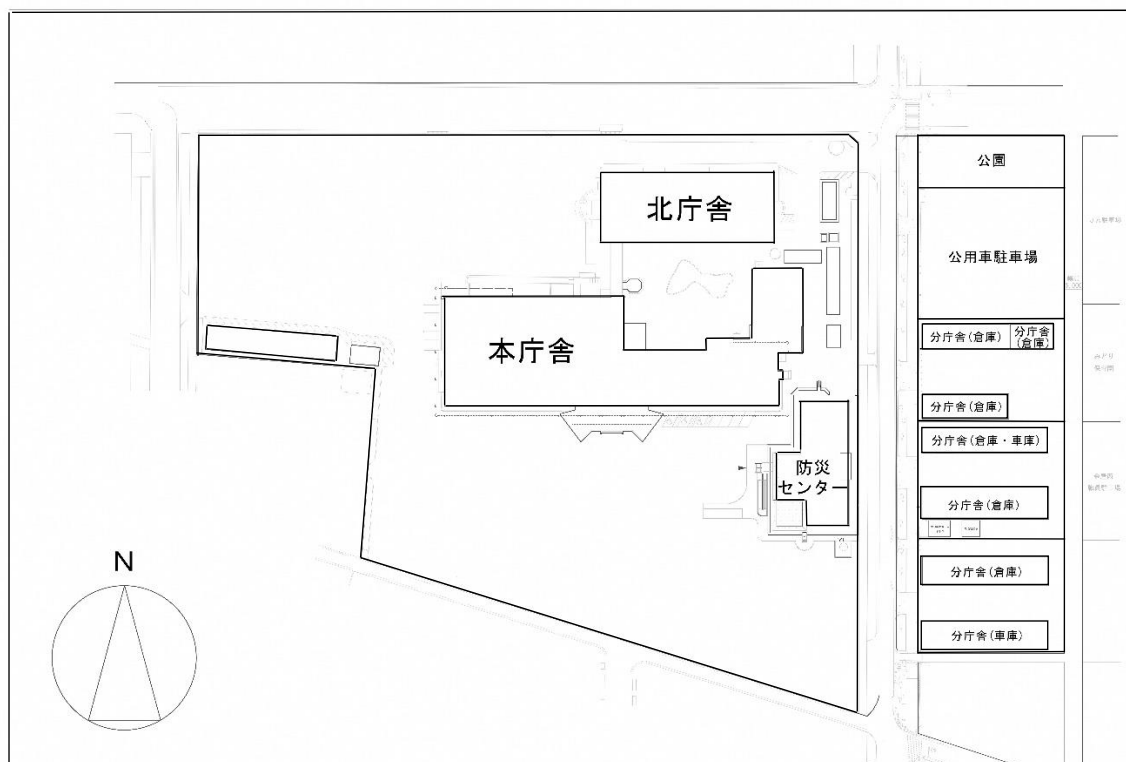 公園
北庁舎
公用車駐車場
本庁舎
分庁舎(倉庫)
分庁舎
(倉庫)
分庁舎(倉庫)
分庁舎(倉庫・車庫)
防災
センター
分庁舎(倉庫)
分庁舎(倉庫)
分庁舎(車庫)
N